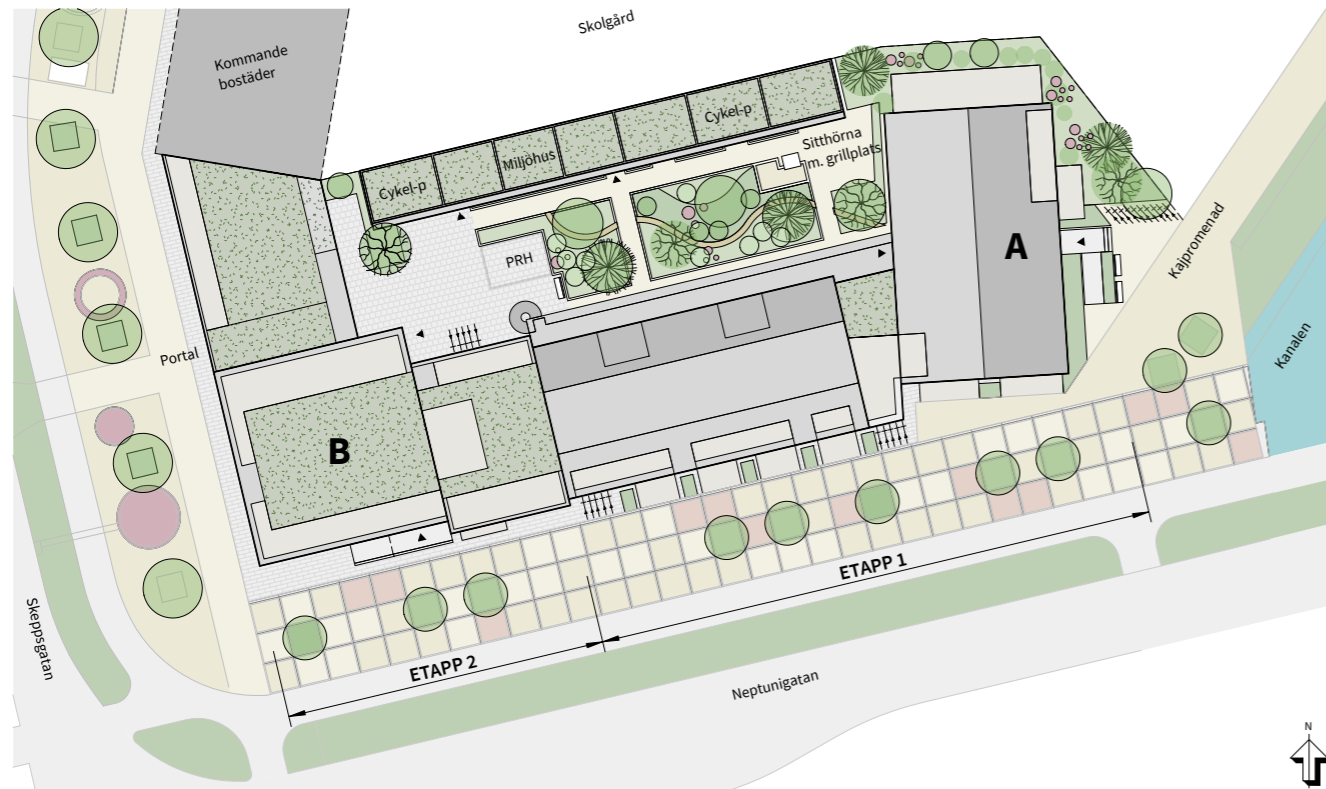 Skolgård
Kommande
bostäder
Cykel-p
Miljöhus
Cykel-p
Sitthörna
m. grillplats
PRH
A
Kajpromenad
Kanalen
Portal
B
ETAPP 1
ETAPP 2
Skeppsgatan
Neptunigatan
N